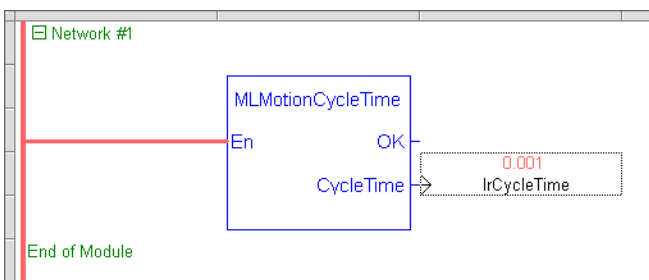 Network #1
MLMotionCycleTime
En OK
0.001
CycleTime lrCycleTime
End of Module